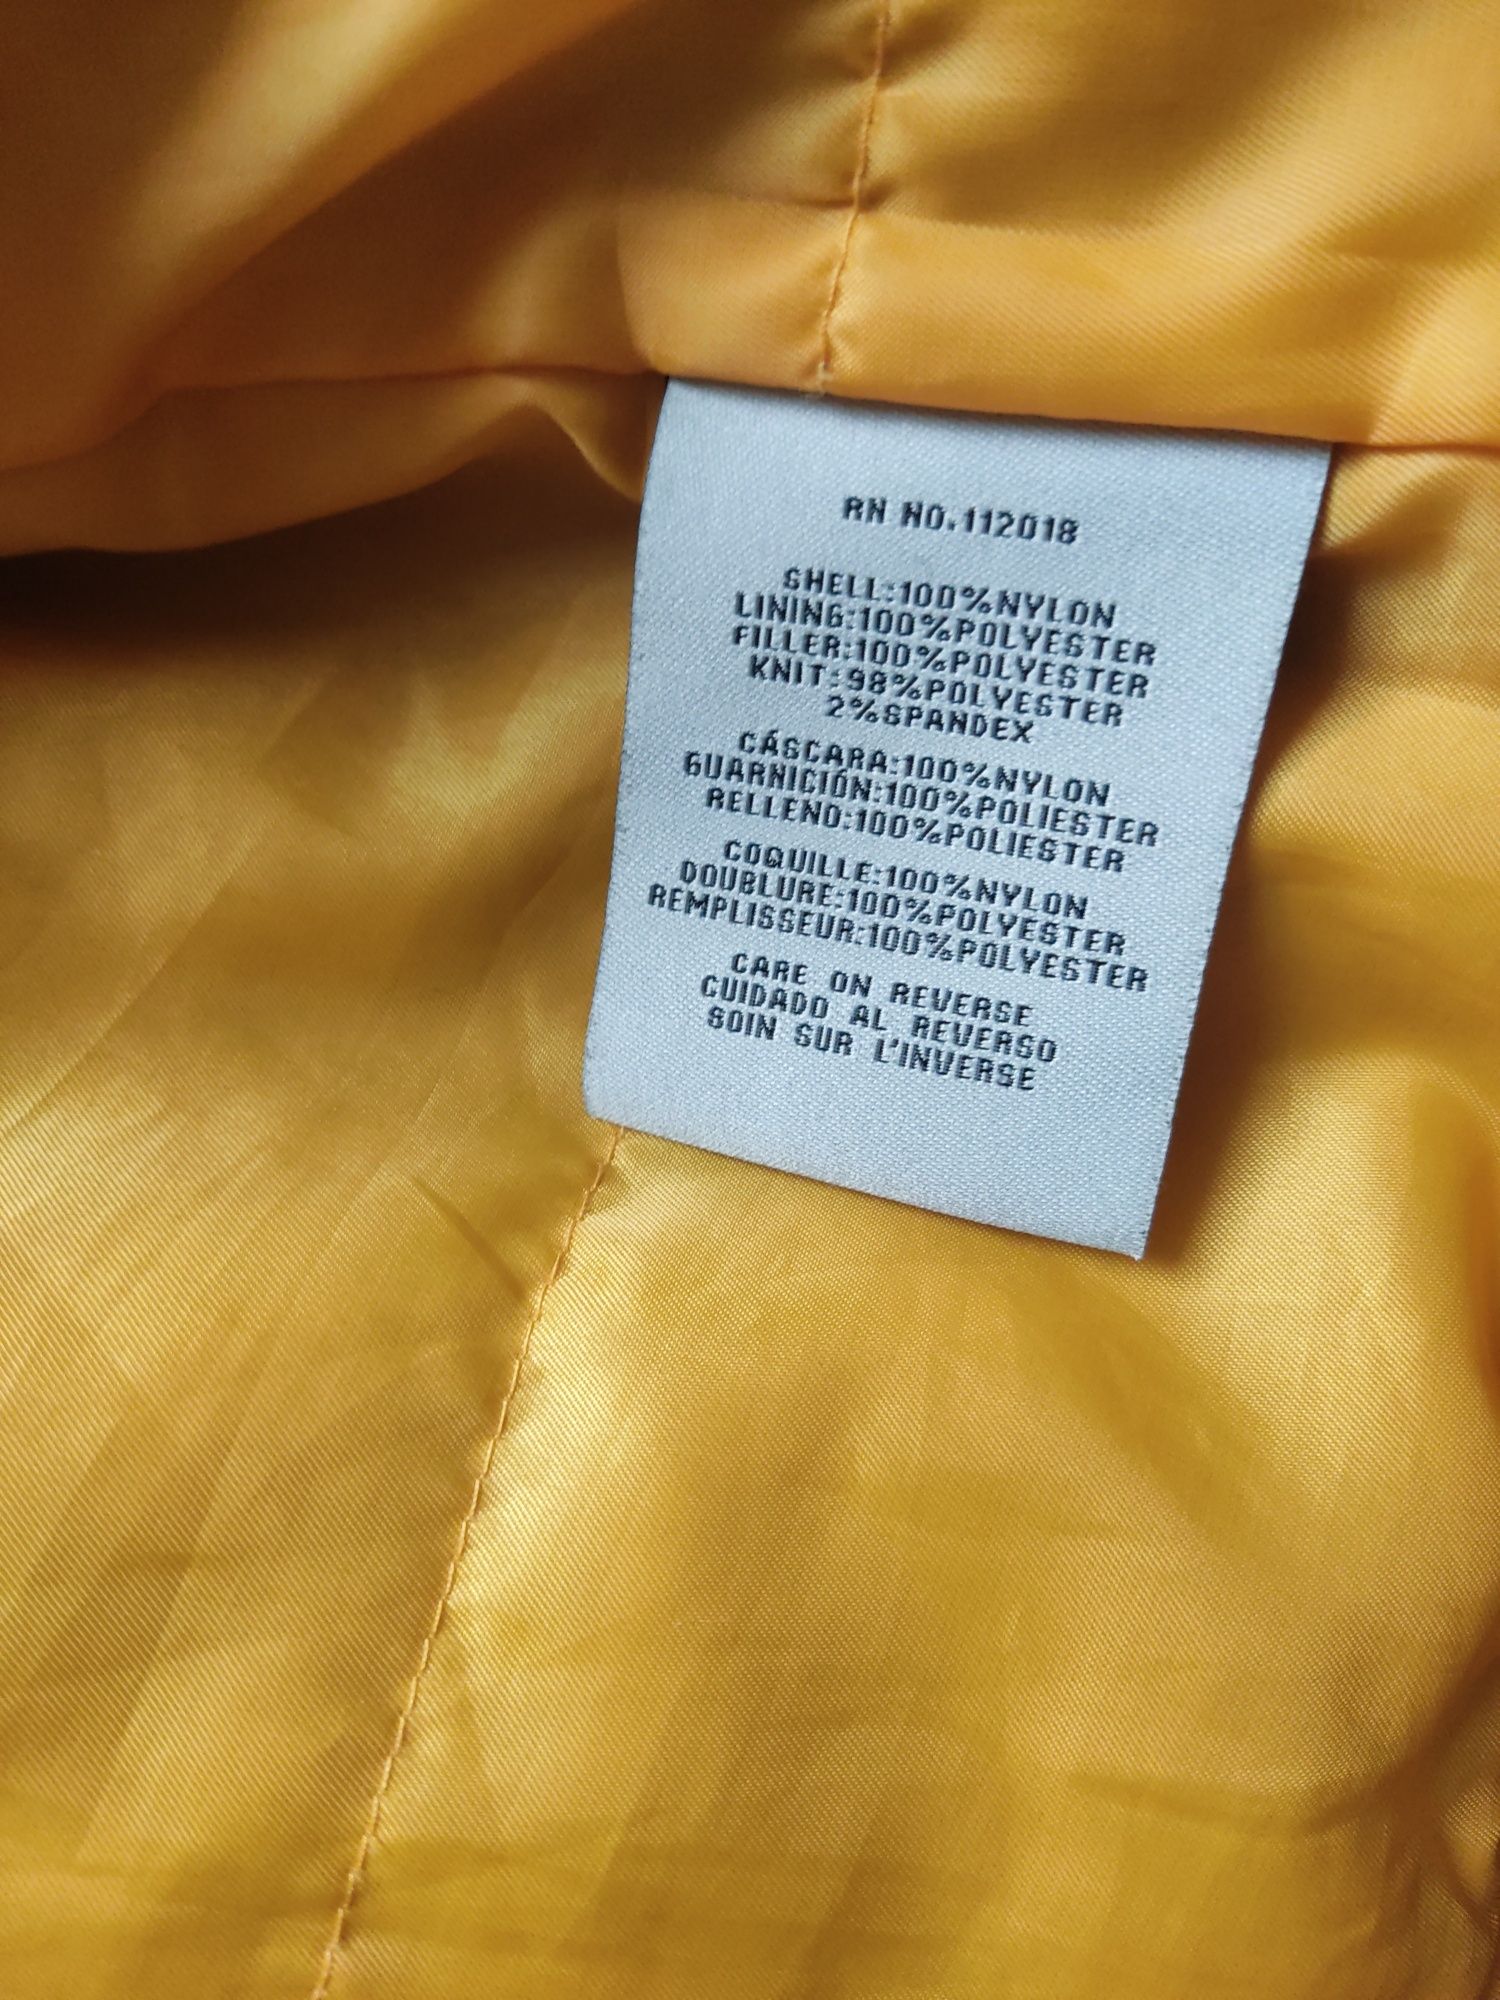 RN NO.112018
SHELL:100%NYLON
LINING:100%POLYESTER
FILLER:100%POLYESTER
KNIT:98%POLYESTER
2%SPANDEX
CÁSCARA:100%NYLON
GUARNICIÓN:100%POLIESTER
RELLENO:100%POLIESTER
COQUILLE:100%NYLON
DOUBLURE:100%POLYESTER
REMPLISSEUR:100%POLYESTER
CARE ON REVERSE
CUIDADO AL REVERSO
SOIN SUR L'INVERSE